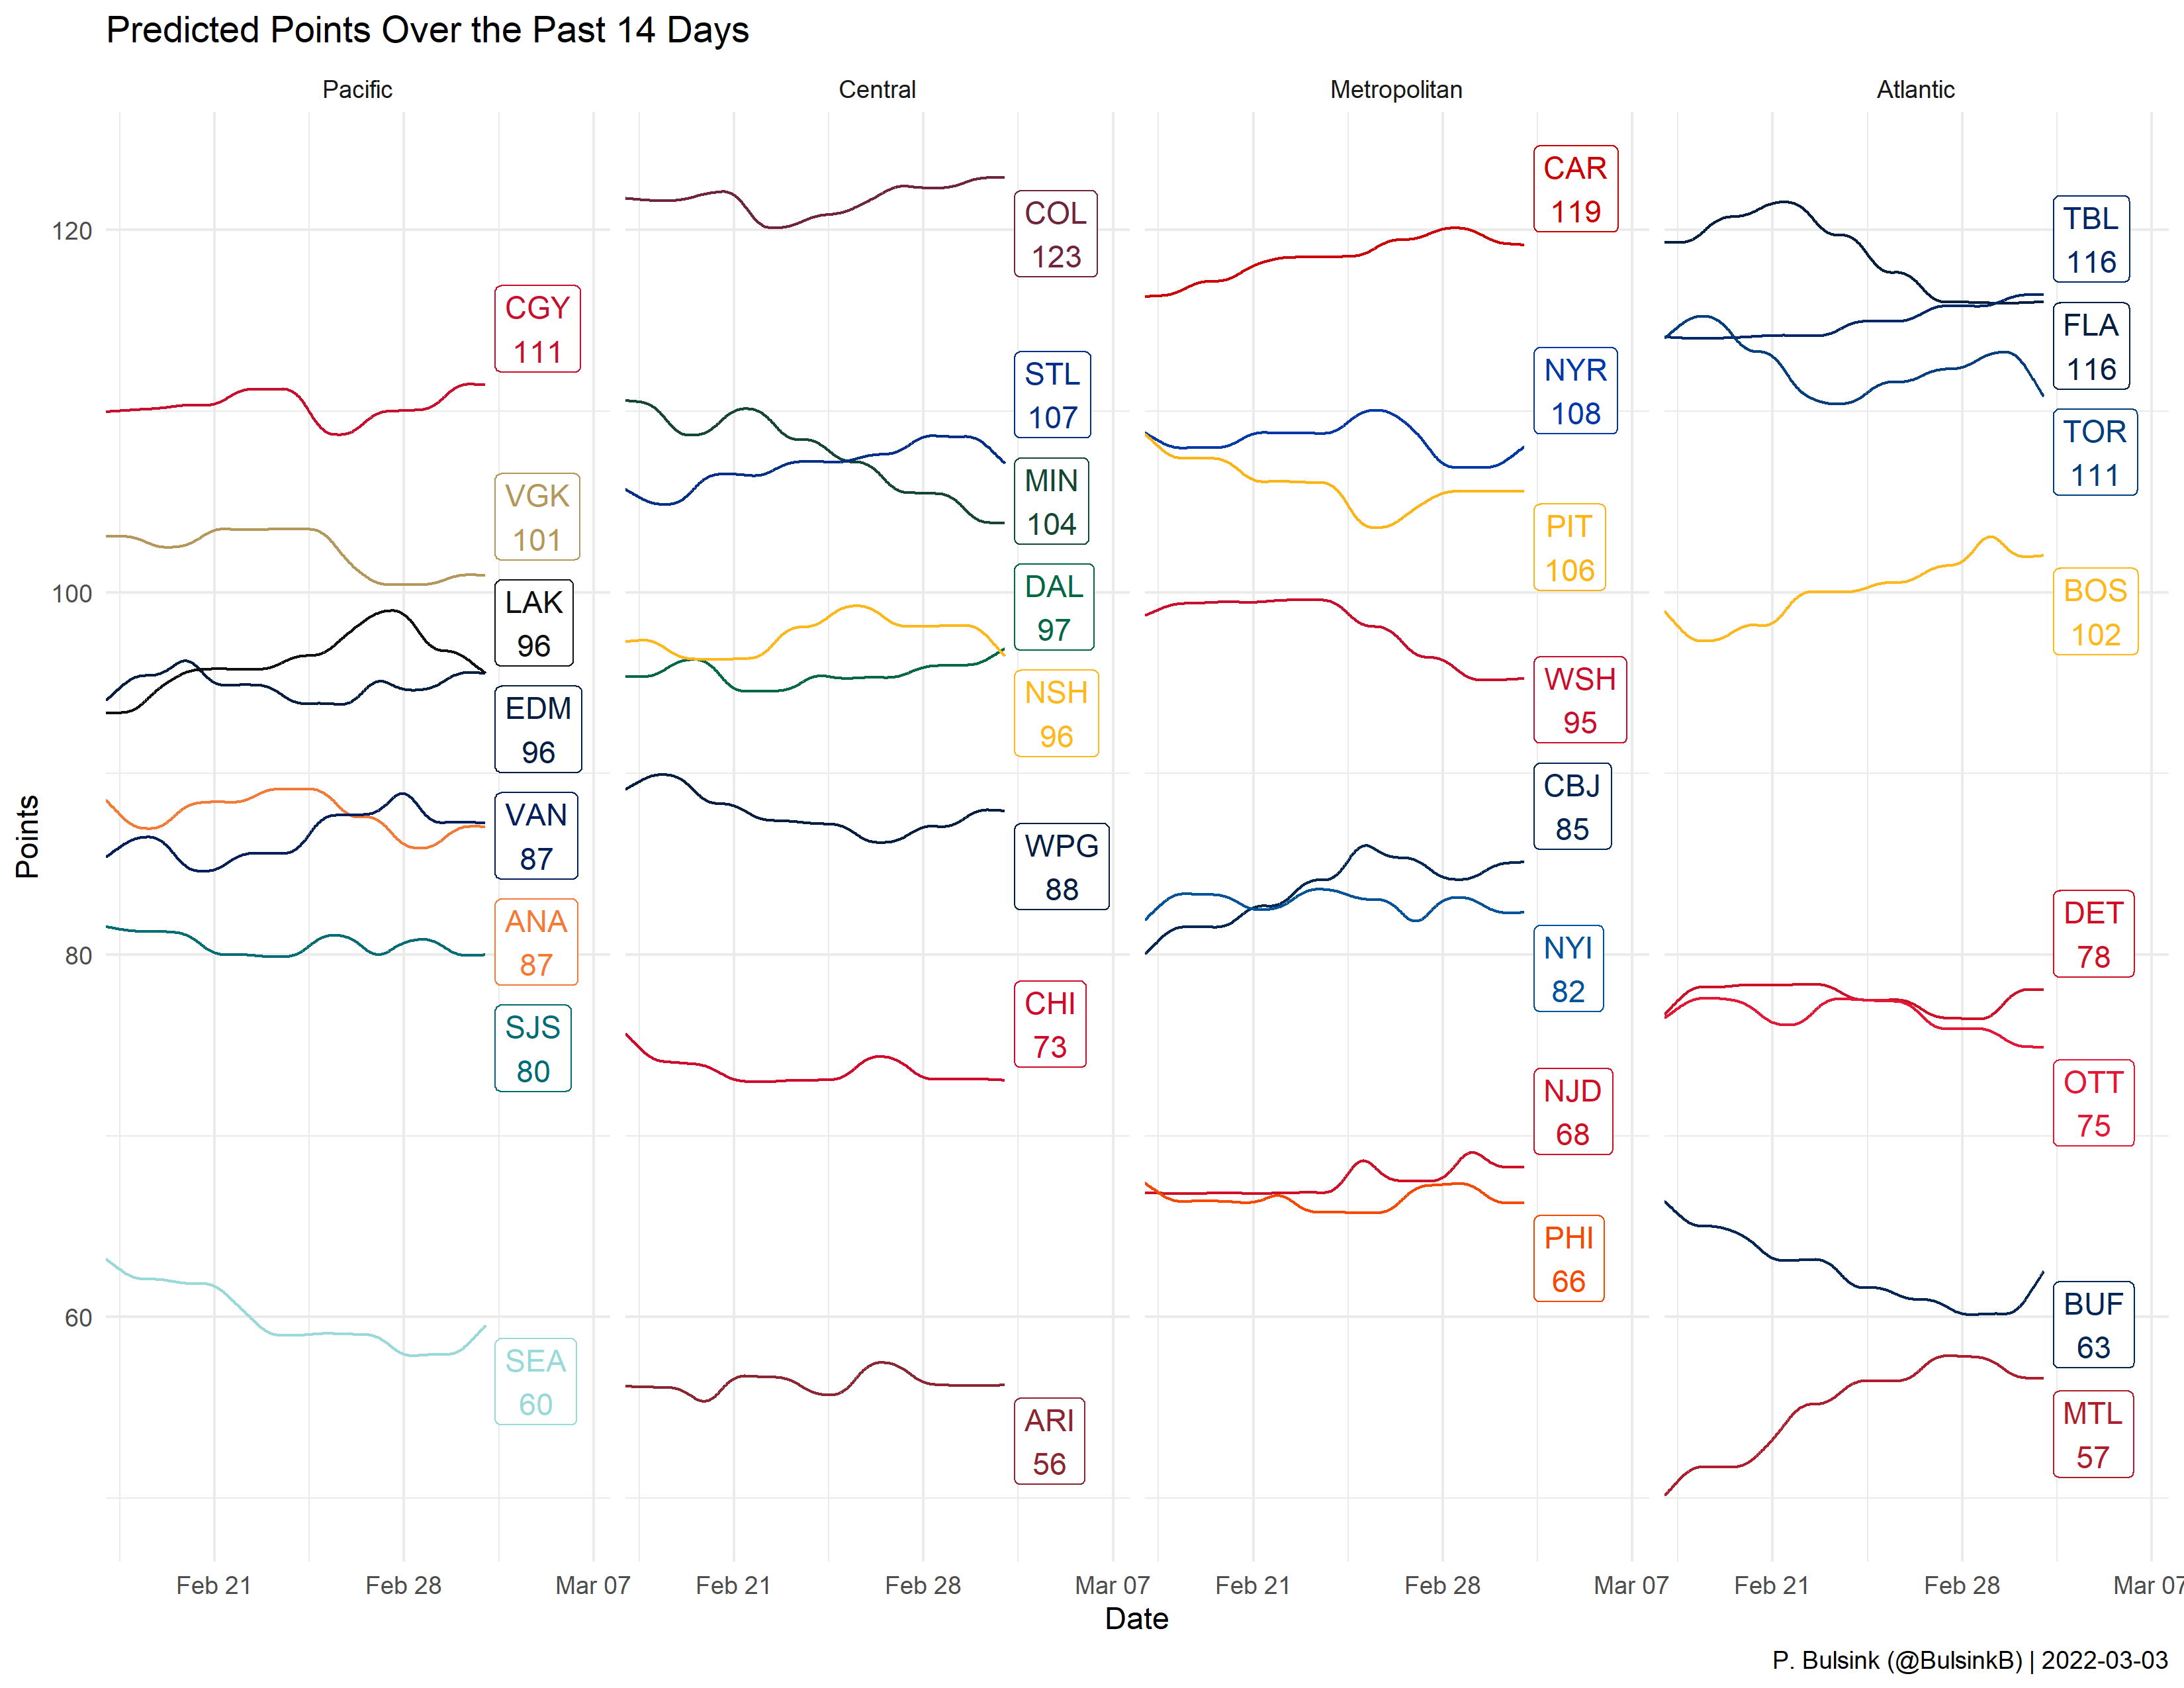 Predicted Points Over the Past 14 Days
Pacific
Central
Metropolitan
Atlantic
Points
120
100
80
60
CGY
111
VGK
101
LAK
96
EDM
96
VAN
87
ANA
87
SJS
80
SEA
60
COL
123
STL
107
MIN
104
DAL
97
NSH
96
WPG
88
CHI
73
ARI
56
CAR
119
NYR
108
PIT
106
WSH
95
CBJ
85
NYI
82
NJD
68
PHI
66
TBL
116
FLA
116
TOR
111
BOS
102
DET
78
OTT
75
BUF
63
MTL
57
Feb 21 Feb 28 Mar 07 Feb 21 Feb 28 Mar 07 Feb 21 Feb 28 Mar 07 Feb 21 Feb 28 Mar 07
Date
P. Bulsink (@BulsinkB) | 2022-03-03